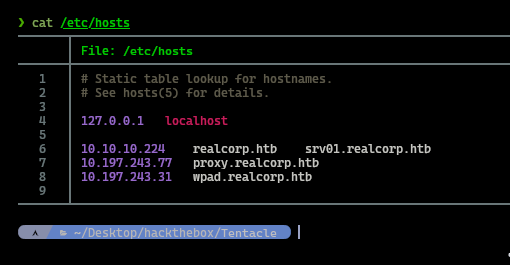 ❯ cat /etc/hosts
File: /etc/hosts
1 # Static table lookup for hostnames.
2 # See hosts(5) for details.
3
4 127.0.0.1 localhost
5
6 10.10.10.224 realcorp.htb srv01.realcorp.htb
7 10.197.243.77 proxy.realcorp.htb
8 10.197.243.31 wpad.realcorp.htb
9
~/Desktop/hackthebox/Tentacle